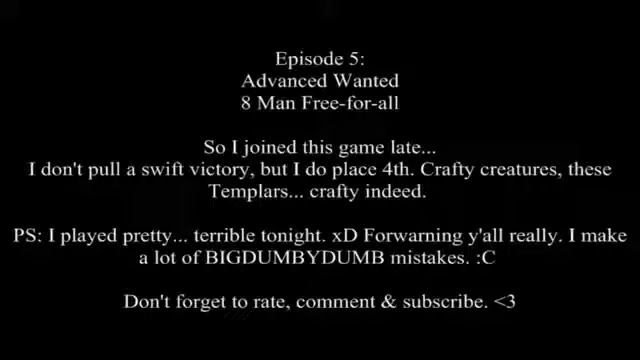 Episode 5:
Advanced Wanted
8 Man Free-for-all
So I joined this game late...
I don't pull a swift victory, but I do place 4th. Crafty creatures, these
Templars... crafty indeed.
PS: I played pretty... terrible tonight. xD Forwarning y'all really. I make
a lot of BIGDUMBYDUMB mistakes. :C
Don't forget to rate, comment & subscribe. <3